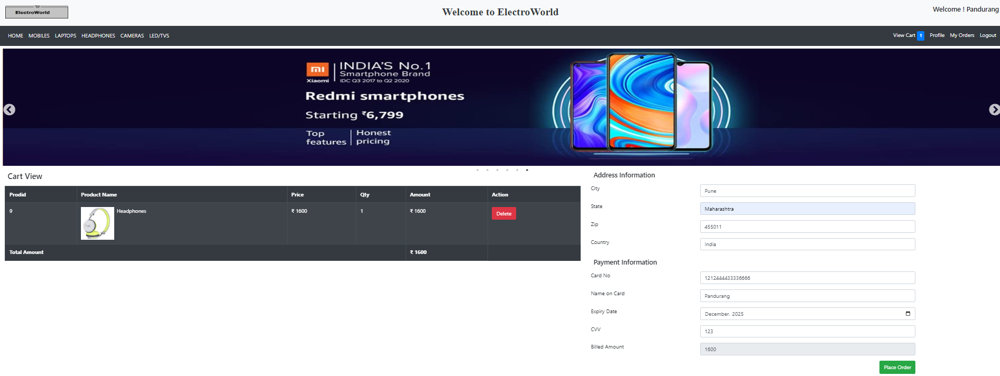 ElectroWorld
Welcome to ElectroWorld
Welcome ! Pandurang
HOME MOBILES LAPTOPS HEADPHONES CAMERAS LED/TVS
View Cart 1 Profile My Orders Logout
mi
Xiaomi
INDIA'S No.1
Smartphone Brand
IDC Q3 2017 to Q2 2020
Redmi smartphones
Starting ₹6,799
Top
features
Honest
pricing
Cart View
Prodid Product Name Price Qty Amount Action
9 Headphones ₹ 1600 1 ₹ 1600 Delete
Total Amount ₹ 1600
Address Information
City Pune
State Maharashtra
Zip 455011
Country India
Payment Information
Card No 1212444433336666
Name on Card Pandurang
Expiry Date December, 2025
CVV 123
Billed Amount 1600
Place Order